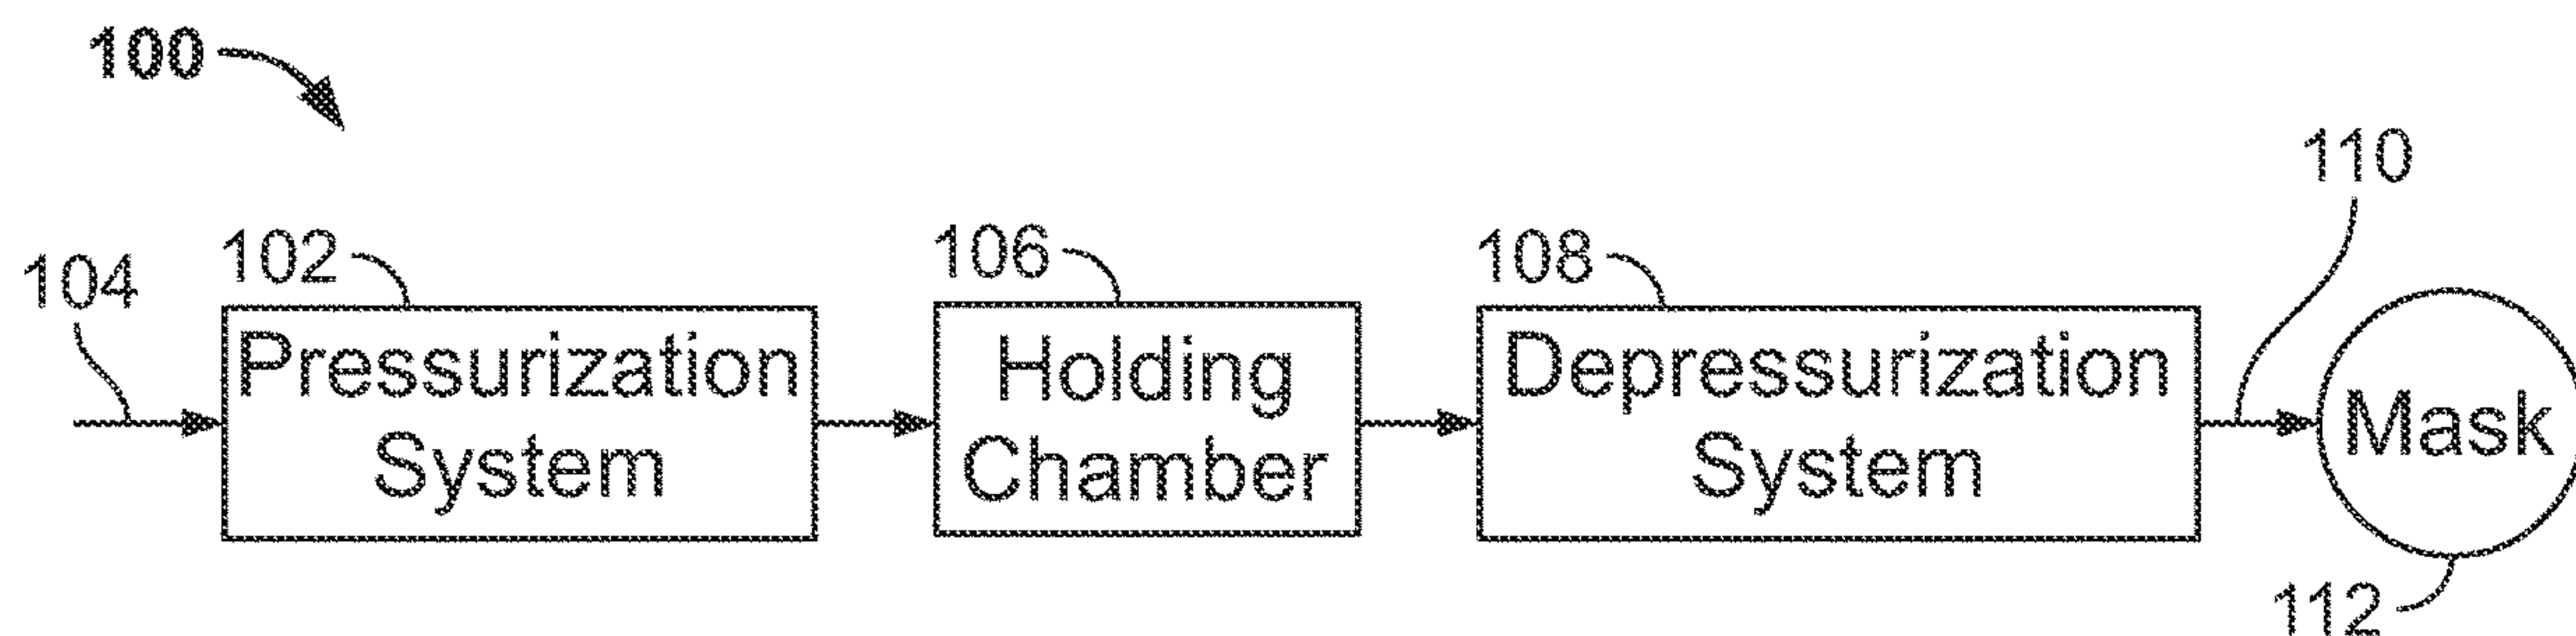 100
110
104
102
106
108
Pressurization
System
Holding
Chamber
Depressurization
System
Mask
112